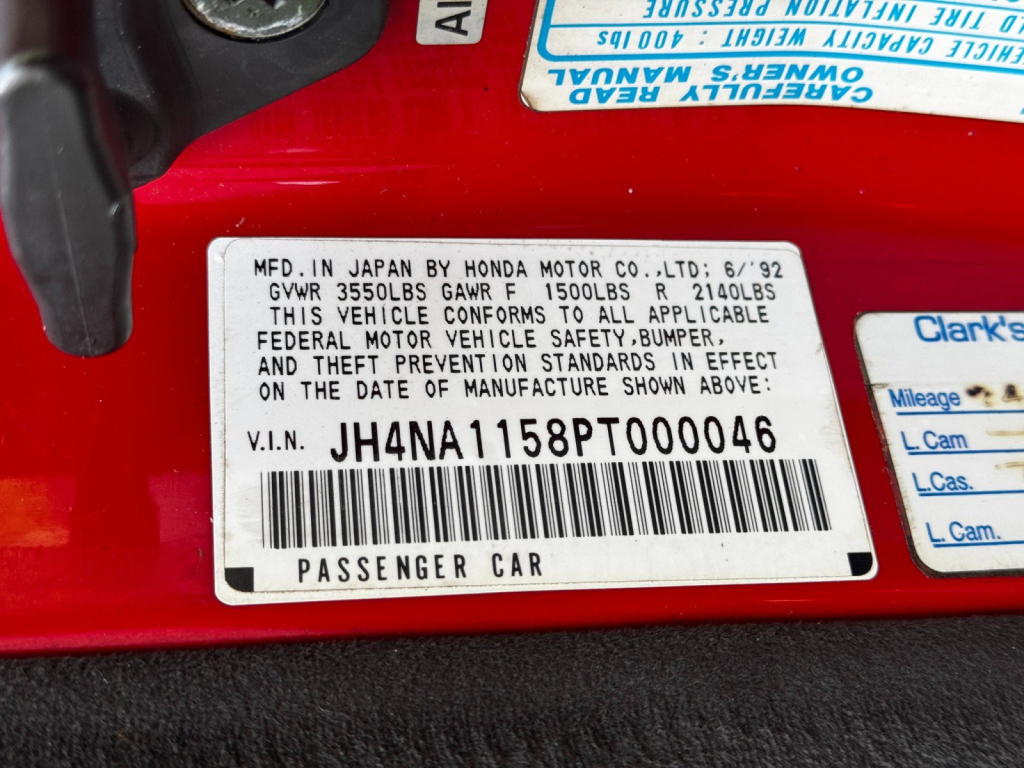 AI
CAREFULLY READ
OWNER'S MANUAL
VEHICLE CAPACITY WEIGHT : 400 lbs
TIRE INFLATION PRESSURE
MFD.IN JAPAN BY HONDA MOTOR CO.,LTD; 6/'92
GVWR 3550LBS GAWR F 1500LBS R 2140LBS
THIS VEHICLE CONFORMS TO ALL APPLICABLE
FEDERAL MOTOR VEHICLE SAFETY,BUMPER,
AND THEFT PREVENTION STANDARDS IN EFFECT
ON THE DATE OF MANUFACTURE SHOWN ABOVE:
V.I.N. JH4NA1158PT000046
PASSENGER CAR
Clark's
Mileage
L.Cam
L.Cas.
L.Cam.